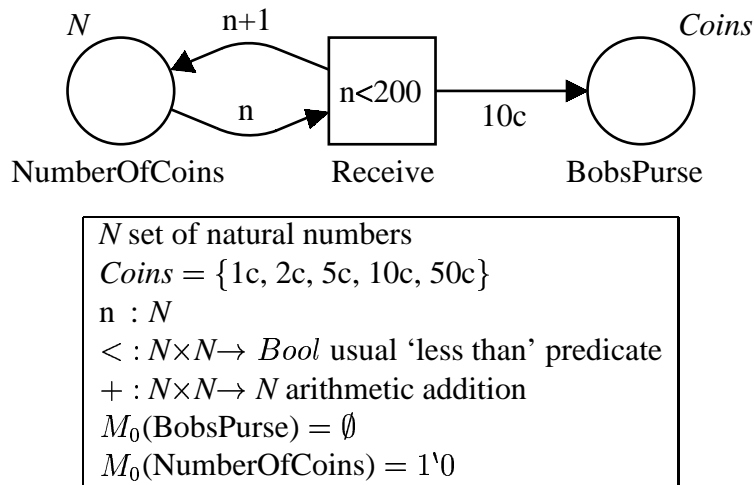 N
n+1
Coins
n
n<200
10c
NumberOfCoins
Receive
BobsPurse
N set of natural numbers
Coins = {1c, 2c, 5c, 10c, 50c}
n : N
< : N×N→ Bool usual ‘less than’ predicate
+ : N×N→ N arithmetic addition
M₀(BobsPurse) = ∅
M₀(NumberOfCoins) = 1‵0